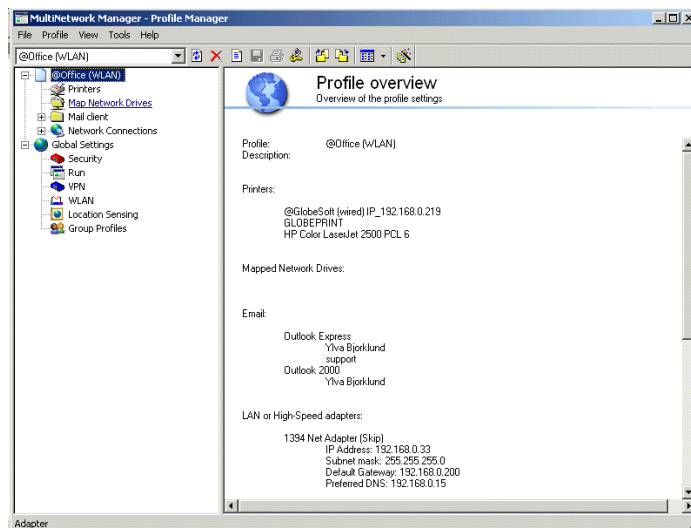 MultiNetwork Manager - Profile Manager
File Profile View Tools Help
@Office (WLAN)
@Office (WLAN)
Printers
Map Network Drives
Mail client
Network Connections
Global Settings
Security
Run
VPN
WLAN
Location Sensing
Group Profiles
Profile overview
Overview of the profile settings
Profile: @Office (WLAN)
Description:
Printers:
@GlobeSoft (wired) IP_192.168.0.219
GLOBEPRINT
HP Color LaserJet 2500 PCL 6
Mapped Network Drives:
Email:
Outlook Express
Ylva Bjorklund
support
Outlook 2000
Ylva Bjorklund
LAN or High-Speed adapters:
1394 Net Adapter (Skip)
IP Address: 192.168.0.33
Subnet mask: 255.255.255.0
Default Gateway: 192.168.0.200
Preferred DNS: 192.168.0.15
Adapter